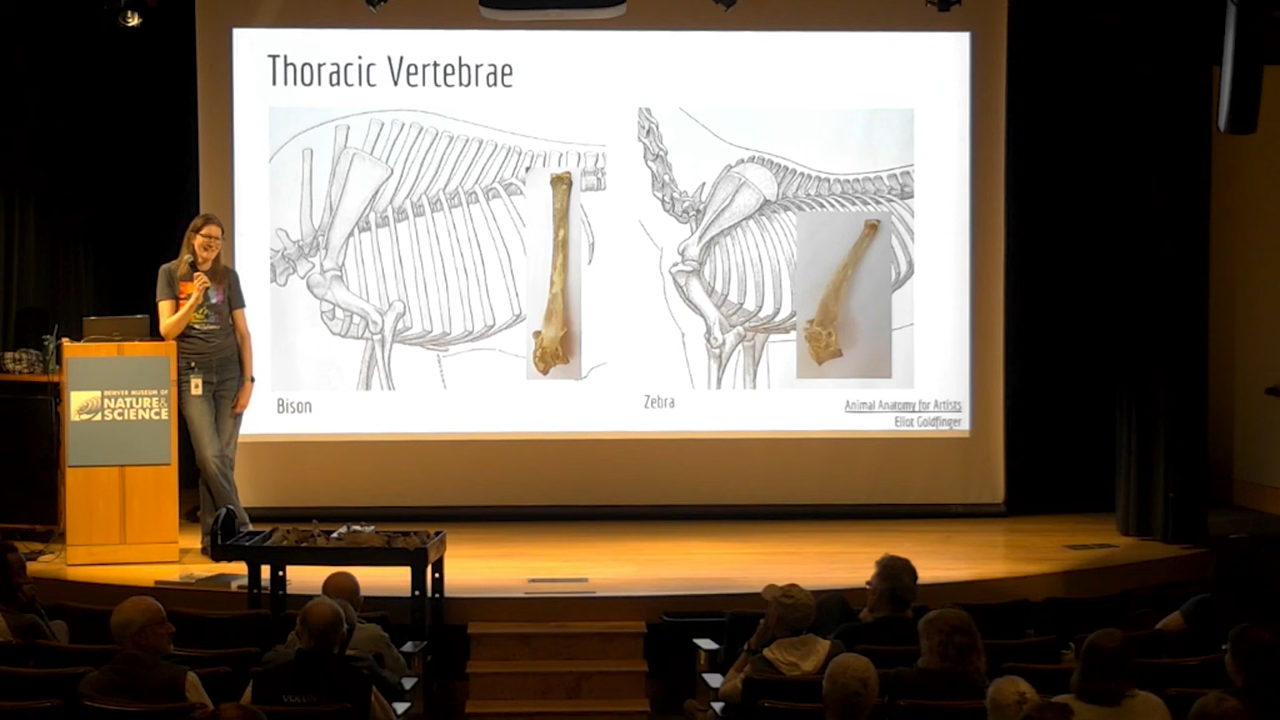 Thoracic Vertebrae
Bison
Zebra
Animal Anatomy for Artists
Eliot Goldfinger
DENVER MUSEUM OF
NATURE &
SCIENCE